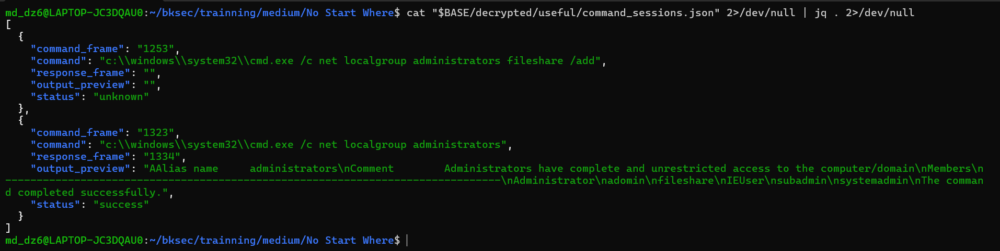 md_dz6@LAPTOP-JC3DQAU0:~/bksec/trainning/medium/No Start Where$ cat "$BASE/decrypted/useful/command_sessions.json" 2>/dev/null | jq . 2>/dev/null
[
  {
    "command_frame": "1253",
    "command": "c:\\windows\\system32\\cmd.exe /c net localgroup administrators fileshare /add",
    "response_frame": "",
    "output_preview": "",
    "status": "unknown"
  },
  {
    "command_frame": "1323",
    "command": "c:\\windows\\system32\\cmd.exe /c net localgroup administrators",
    "response_frame": "1334",
    "output_preview": "AAlias name     administrators\nComment        Administrators have complete and unrestricted access to the computer/domain\nMembers\n
-------------------------------------------------------------------------------\nAdministrator\nadomin\nfileshare\nIEUser\nsubadmin\nsystemadmin\nThe comman
d completed successfully.",
    "status": "success"
  }
]
md_dz6@LAPTOP-JC3DQAU0:~/bksec/trainning/medium/No Start Where$